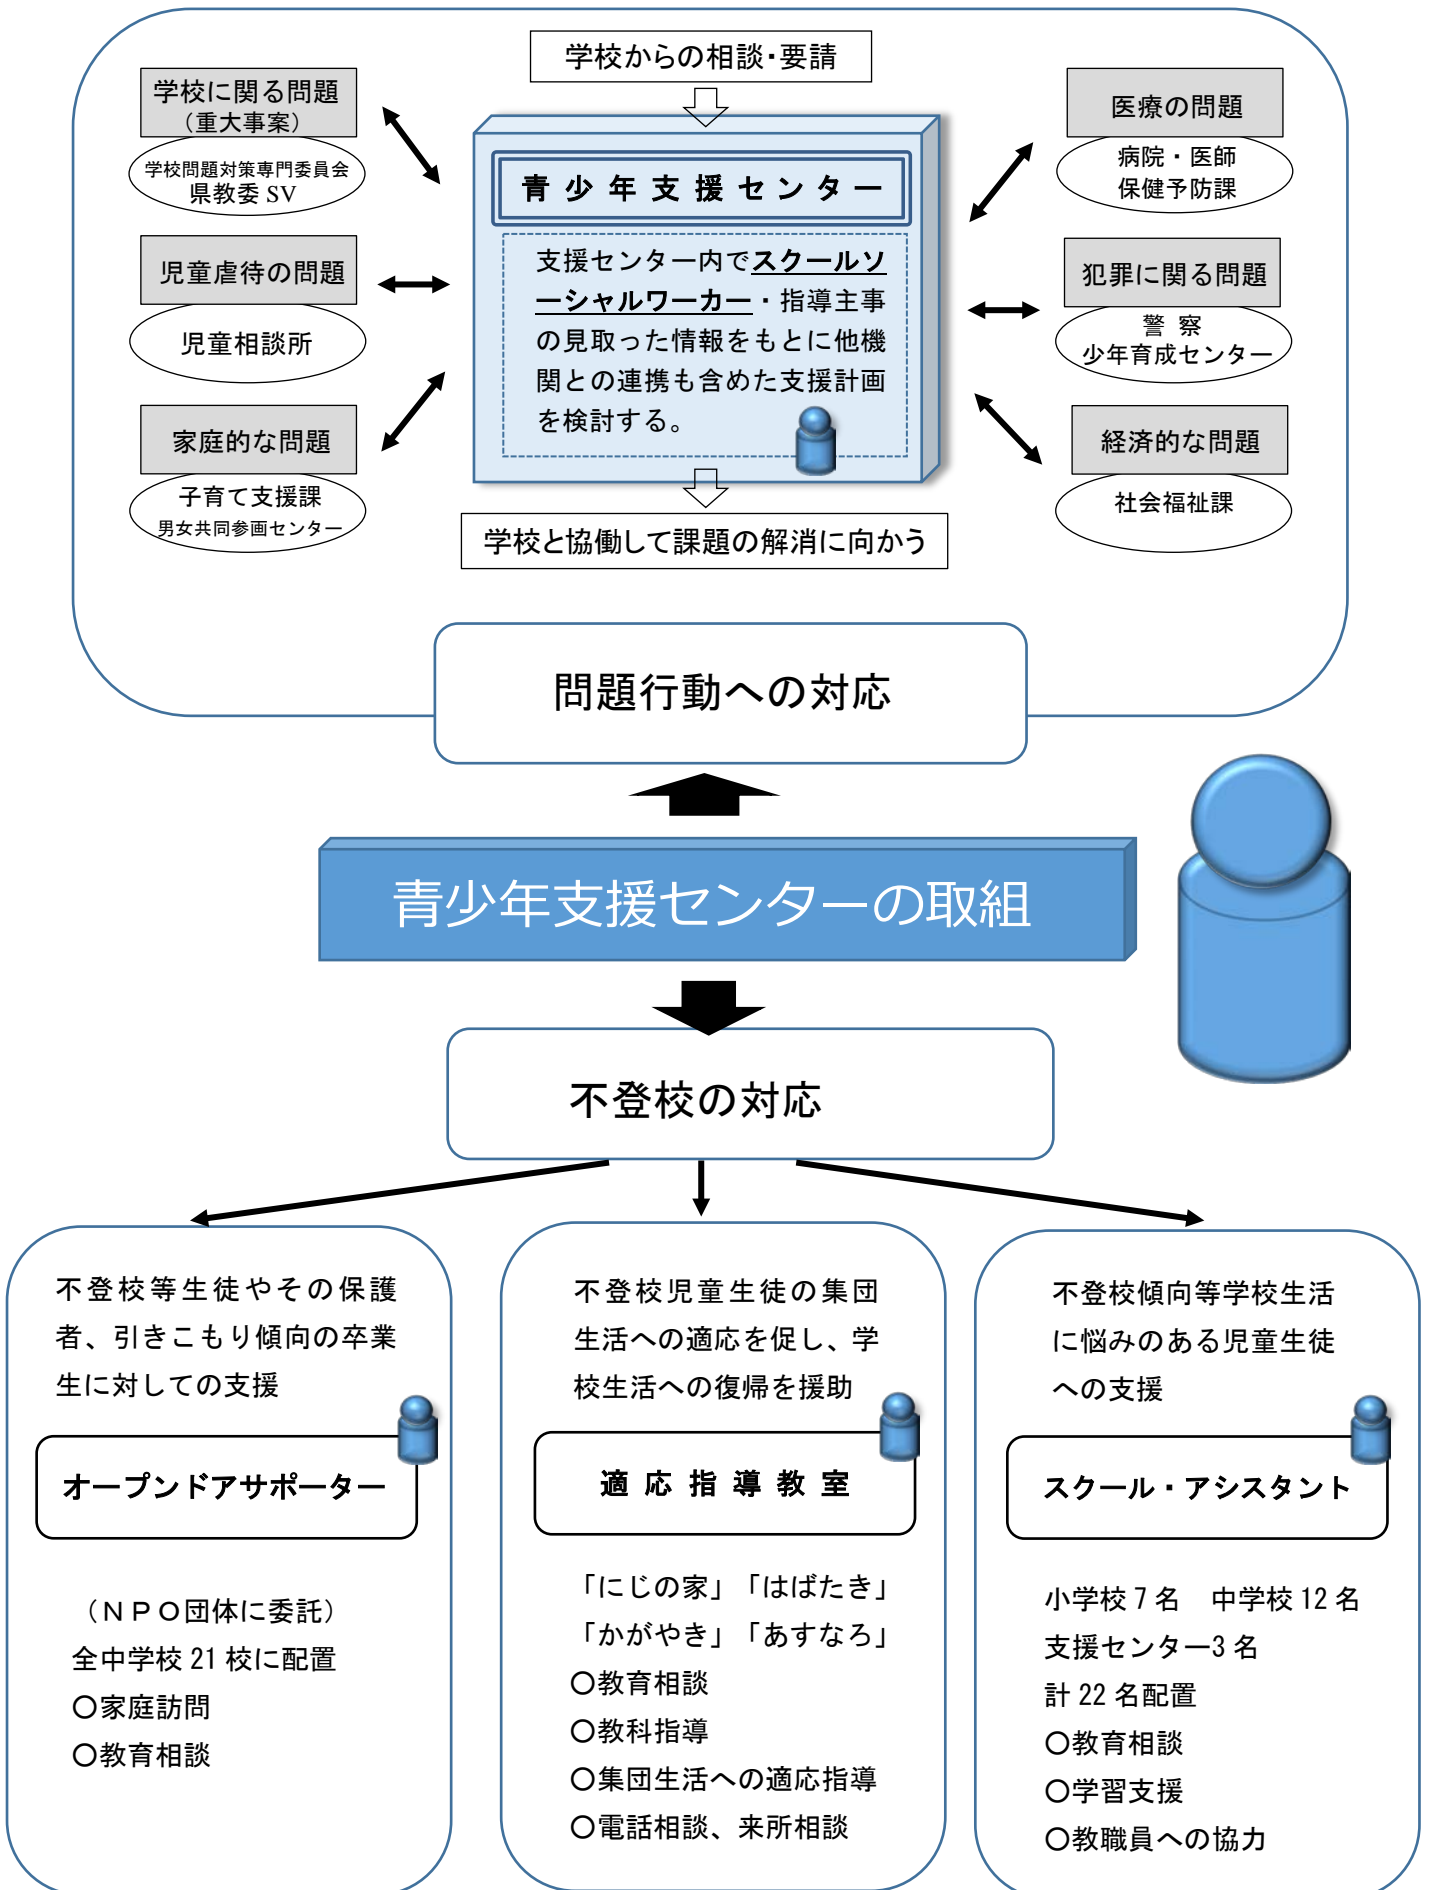 学校からの相談・要請
学校に関る問題
（重大事案）
学校問題対策専門委員会
県教委 SV
児童虐待の問題
児童相談所
家庭的な問題
子育て支援課
男女共同参画センター
青少年支援センター
支援センター内でスクールソ
ーシャルワーカー・指導主事
の見取った情報をもとに他機
関との連携も含めた支援計画
を検討する。
学校と協働して課題の解消に向かう
医療の問題
病院・医師
保健予防課
犯罪に関る問題
警 察
少年育成センター
経済的な問題
社会福祉課
問題行動への対応
青少年支援センターの取組
不登校の対応
不登校等生徒やその保護
者、引きこもり傾向の卒業
生に対しての支援
オープンドアサポーター
（ＮＰＯ団体に委託）
全中学校 21 校に配置
〇家庭訪問
〇教育相談
不登校児童生徒の集団
生活への適応を促し、学
校生活への復帰を援助
適応指導教室
「にじの家」「はばたき」
「かがやき」「あすなろ」
〇教育相談
〇教科指導
〇集団生活への適応指導
〇電話相談、来所相談
不登校傾向等学校生活
に悩みのある児童生徒
への支援
スクール・アシスタント
小学校 7 名　中学校 12 名
支援センター3 名
計 22 名配置
〇教育相談
〇学習支援
〇教職員への協力